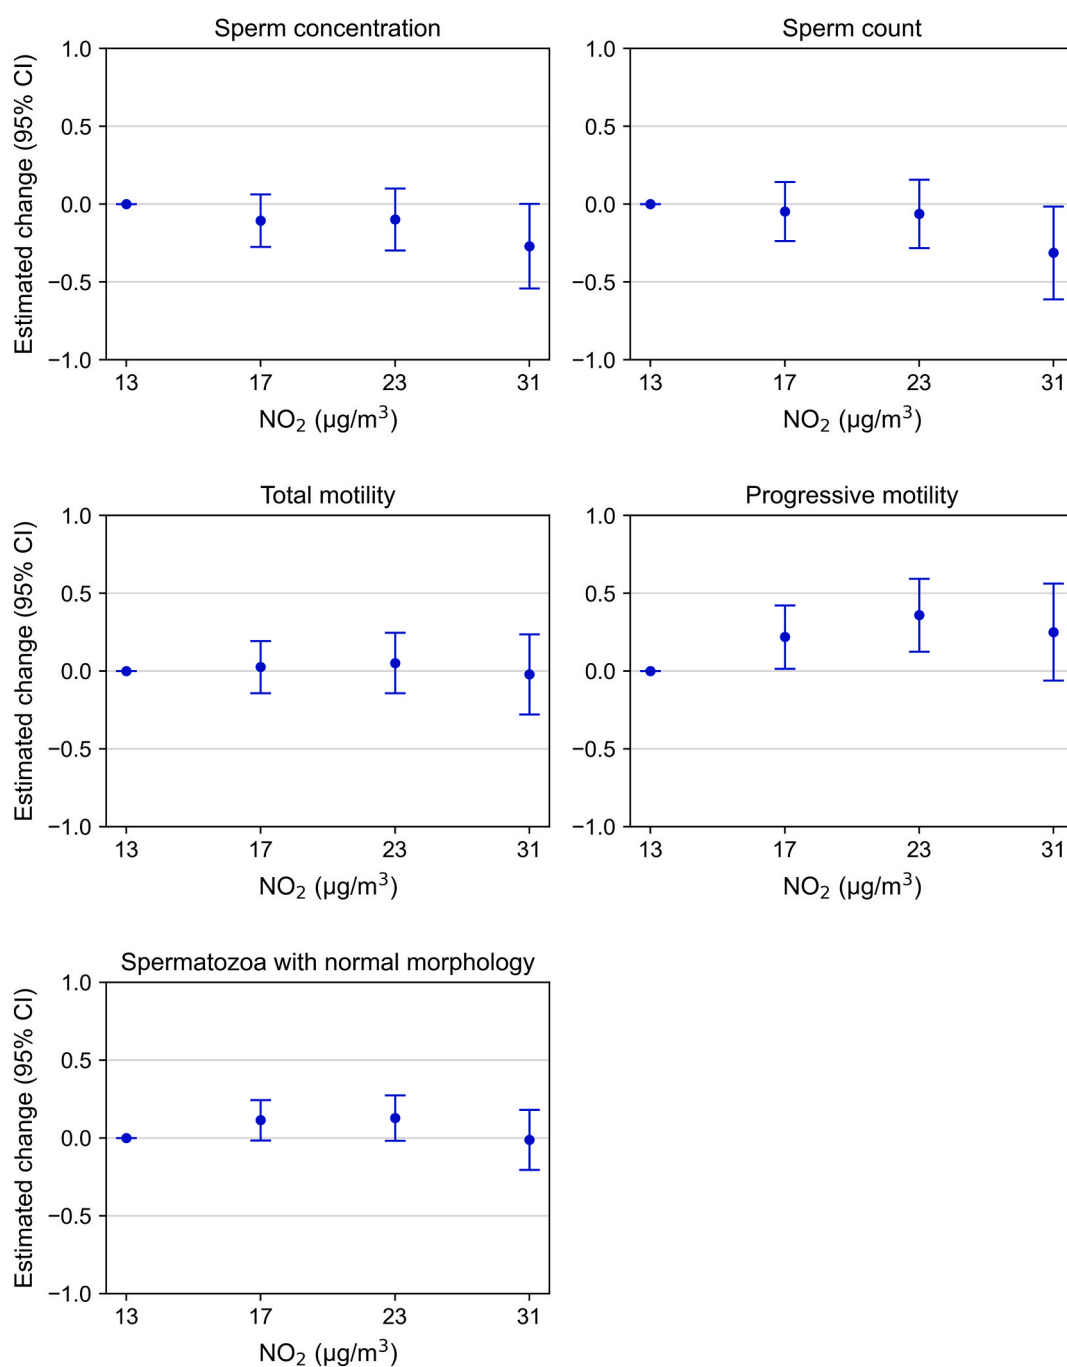 Sperm concentration
Estimated change (95% CI)
1.0
0.5
0.0
−0.5
−1.0
13 17 23 31
NO₂ (µg/m³)
Sperm count
1.0
0.5
0.0
−0.5
−1.0
13 17 23 31
NO₂ (µg/m³)
Total motility
Estimated change (95% CI)
1.0
0.5
0.0
−0.5
−1.0
13 17 23 31
NO₂ (µg/m³)
Progressive motility
1.0
0.5
0.0
−0.5
−1.0
13 17 23 31
NO₂ (µg/m³)
Spermatozoa with normal morphology
Estimated change (95% CI)
1.0
0.5
0.0
−0.5
−1.0
13 17 23 31
NO₂ (µg/m³)